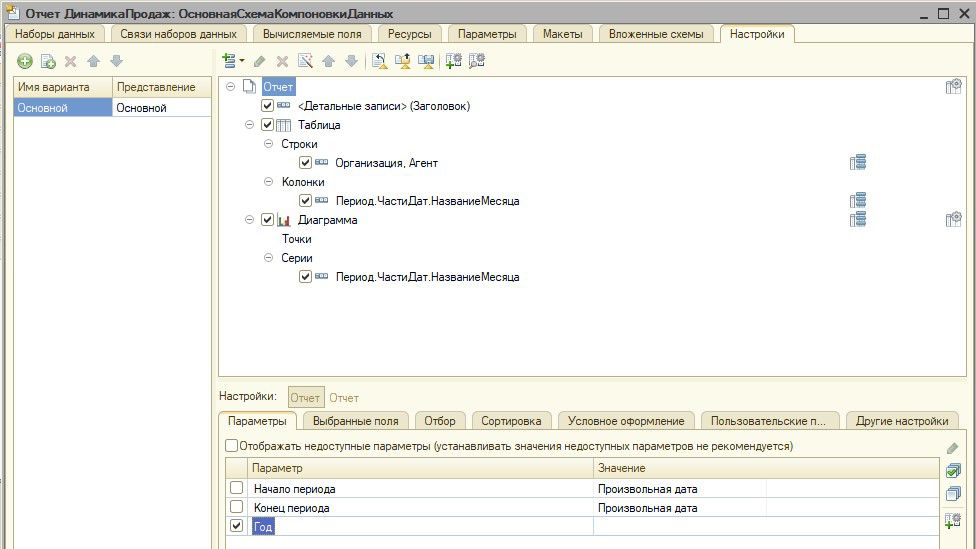 Отчет ДинамикаПродаж: ОсновнаяСхемаКомпоновкиДанных
Наборы данных Связи наборов данных Вычисляемые поля Ресурсы Параметры Макеты Вложенные схемы Настройки
Имя варианта Представление
Основной Основной
Отчет
<Детальные записи> (Заголовок)
Таблица
Строки
Организация, Агент
Колонки
Период.ЧастиДат.НазваниеМесяца
Диаграмма
Точки
Серии
Период.ЧастиДат.НазваниеМесяца
Настройки: Отчет Отчет
Параметры Выбранные поля Отбор Сортировка Условное оформление Пользовательские п... Другие настройки
Отображать недоступные параметры (устанавливать значения недоступных параметров не рекомендуется)
Параметр Значение
Начало периода Произвольная дата
Конец периода Произвольная дата
Год